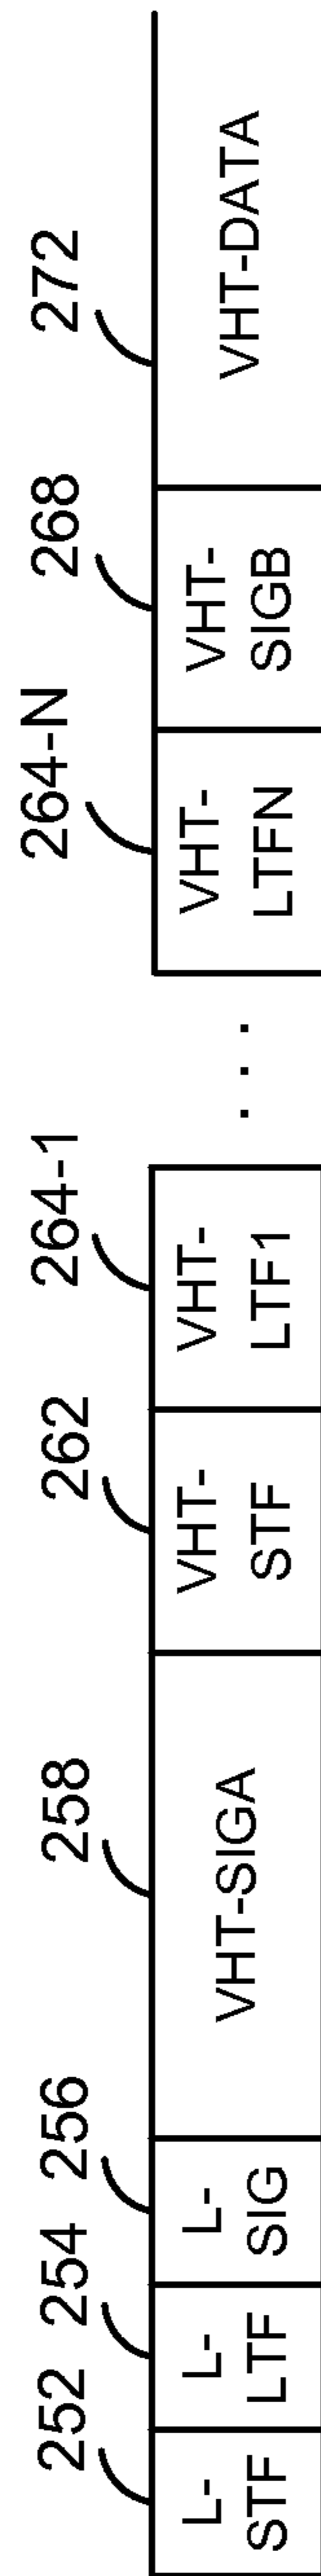 252
254
256
258
262
264-1
264-N
268
272
L-
STF
L-
LTF
L-
SIG
VHT-SIGA
VHT-
STF
VHT-
LTF1
. . .
VHT-
LTFN
VHT-
SIGB
VHT-DATA